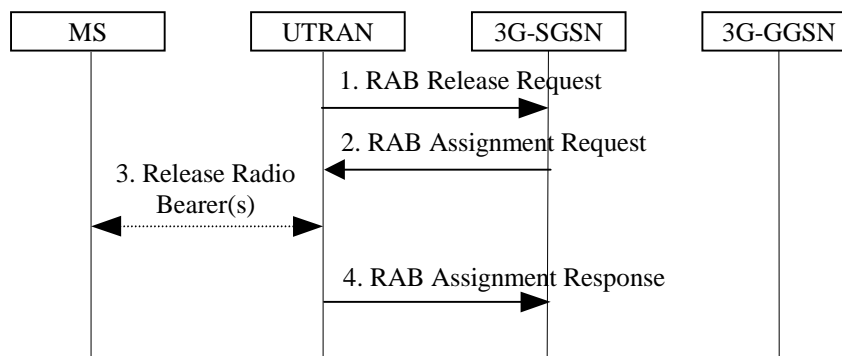 MS
UTRAN
3G-SGSN
3G-GGSN
1. RAB Release Request
2. RAB Assignment Request
3. Release Radio
Bearer(s)
4. RAB Assignment Response